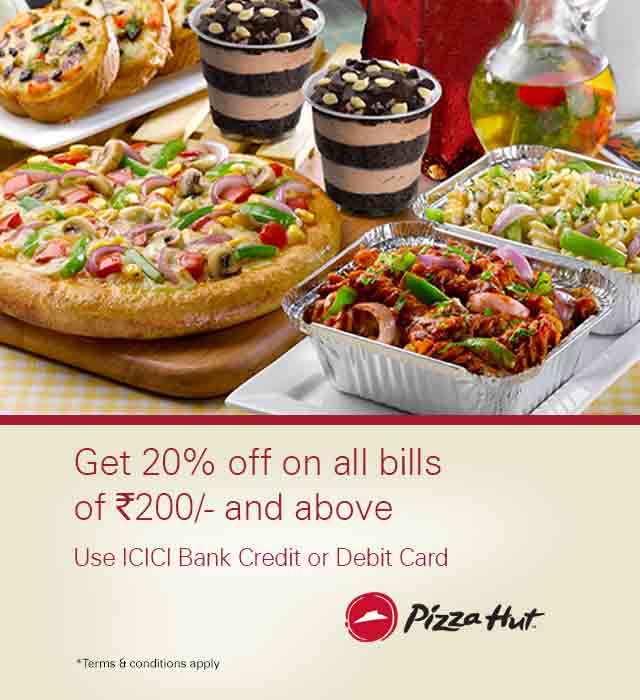 Get 20% off on all bills
of ₹200/- and above
Use ICICI Bank Credit or Debit Card
Pizza Hut
*Terms & conditions apply